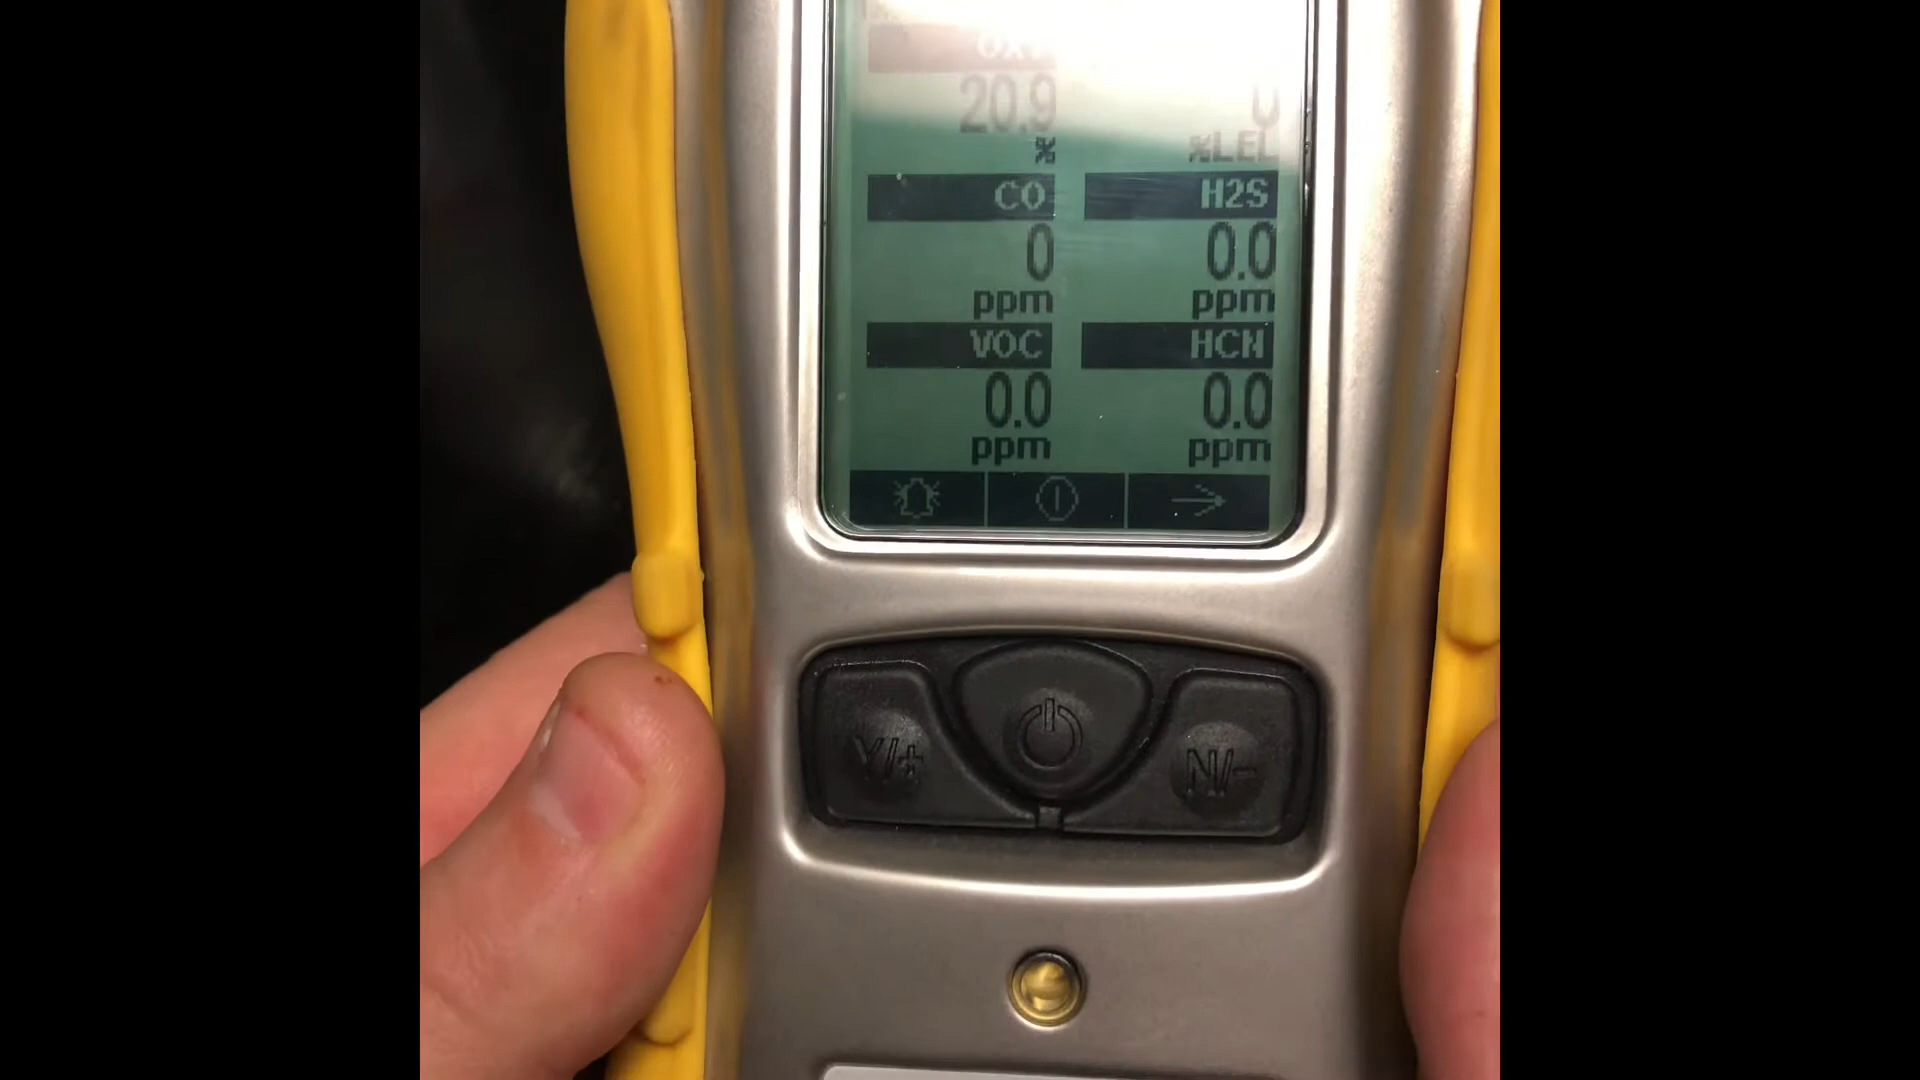 20.9
% %LEL
CO H2S
0 0.0
ppm ppm
VOC HCN
0.0 0.0
ppm ppm
Y/+ N/-